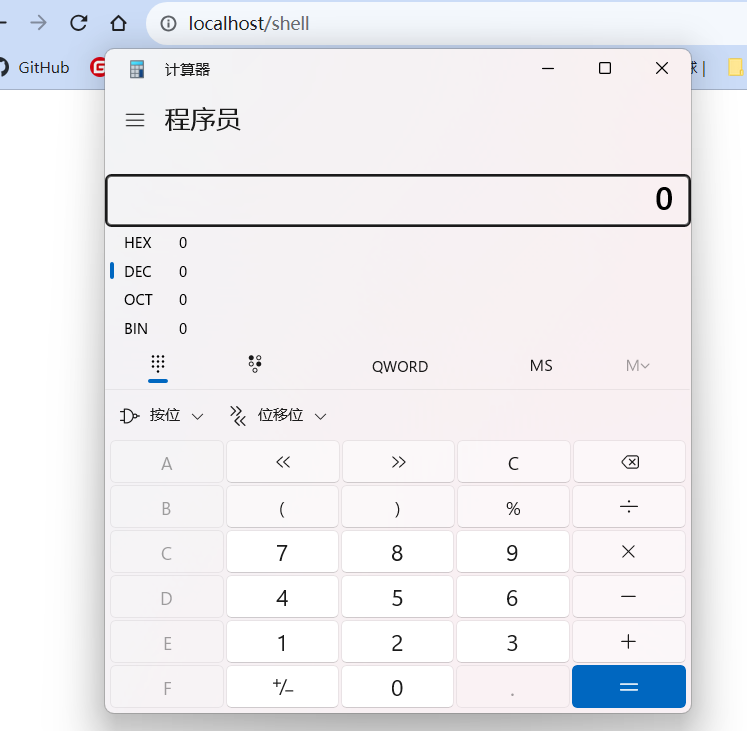 localhost/shell
GitHub
计算器
程序员
0
HEX 0
DEC 0
OCT 0
BIN 0
QWORD MS M
按位 位移位
A « » C
B ( ) % ÷
C 7 8 9 ×
D 4 5 6 −
E 1 2 3 +
F +/− 0 . =